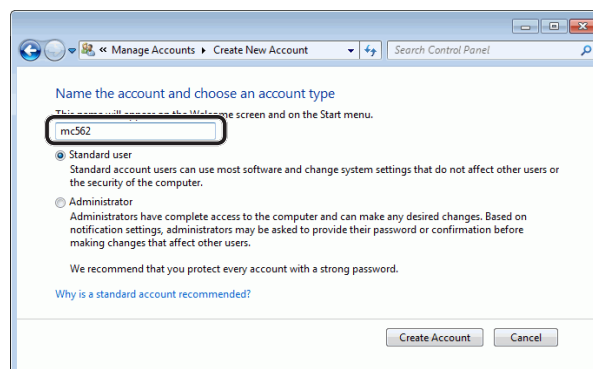 « Manage Accounts ▸ Create New Account
Search Control Panel
Name the account and choose an account type
This name will appear on the Welcome screen and on the Start menu.
mc562
Standard user
Standard account users can use most software and change system settings that do not affect other users or
the security of the computer.
Administrator
Administrators have complete access to the computer and can make any desired changes. Based on
notification settings, administrators may be asked to provide their password or confirmation before
making changes that affect other users.
We recommend that you protect every account with a strong password.
Why is a standard account recommended?
Create Account
Cancel